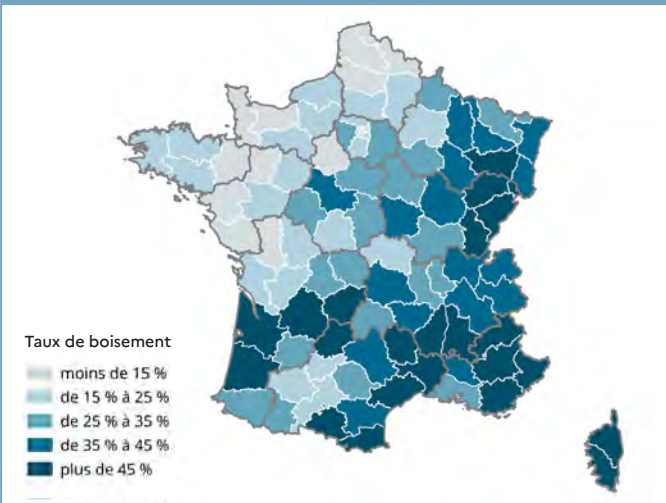 Taux de boisement
moins de 15 %
de 15 % à 25 %
de 25 % à 35 %
de 35 % à 45 %
plus de 45 %